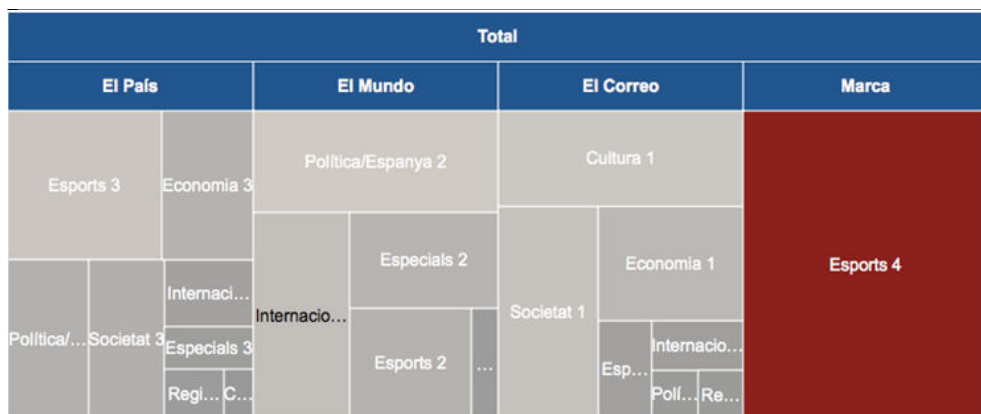 Total
El País
El Mundo
El Correo
Marca
Esports 3
Economia 3
Política/...
Societat 3
Internaci...
Especials 3
Regi...
C...
Política/Espanya 2
Internacio...
Especials 2
Esports 2
...
Cultura 1
Societat 1
Economia 1
Esp...
Internacio...
Polí...
Re...
Esports 4